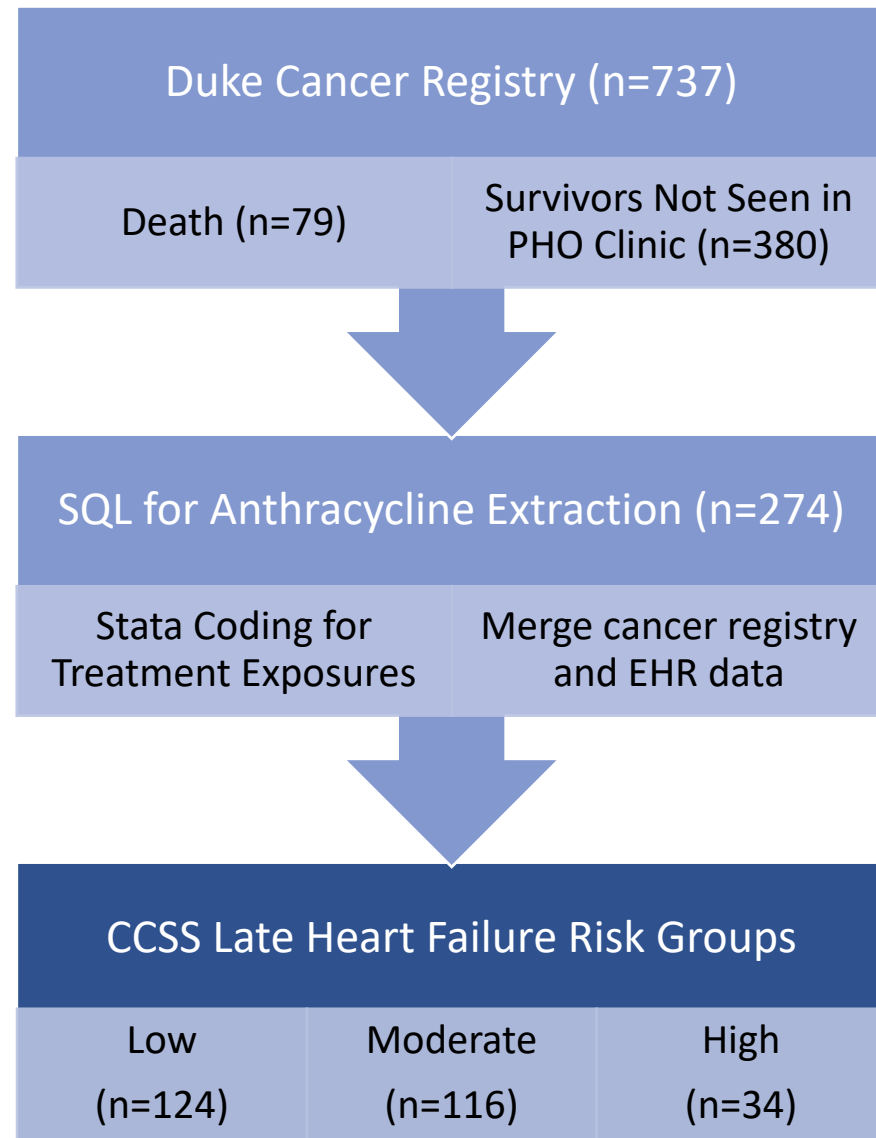 Duke Cancer Registry (n=737)
Death (n=79)
Survivors Not Seen in
PHO Clinic (n=380)
SQL for Anthracycline Extraction (n=274)
Stata Coding for
Treatment Exposures
Merge cancer registry
and EHR data
CCSS Late Heart Failure Risk Groups
Low
(n=124)
Moderate
(n=116)
High
(n=34)